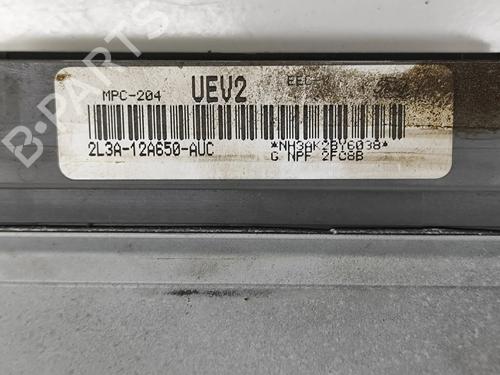 MPC-204 UEV2 EEC-
2L3A-12A650-AUC *NH3AK2BY6038*
G NPF 2FC8B
B-PARTS